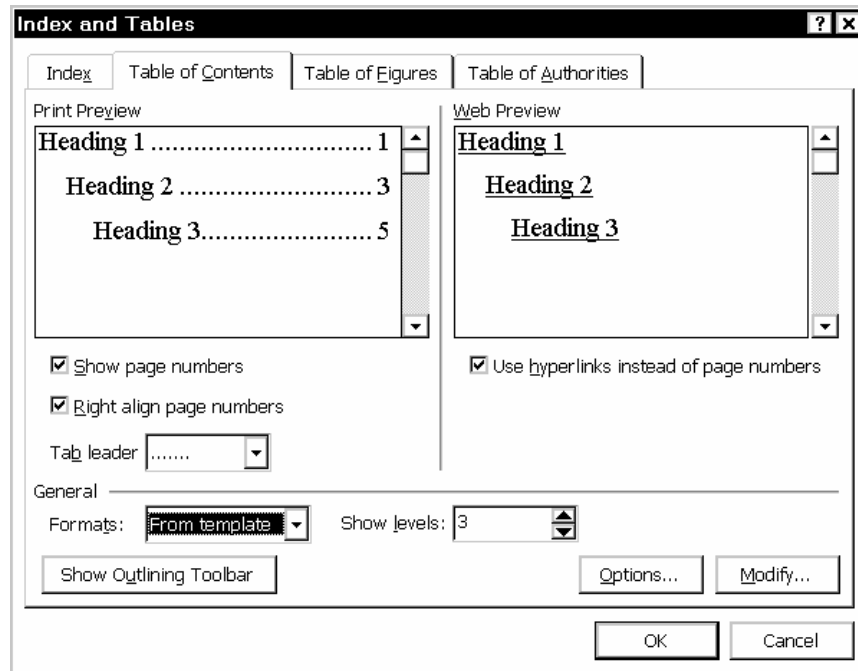 Index and Tables
Index
Table of Contents
Table of Figures
Table of Authorities
Print Preview
Heading 1 ................................ 1
Heading 2 ............................ 3
Heading 3......................... 5
Web Preview
Heading 1
Heading 2
Heading 3
Show page numbers
Right align page numbers
Tab leader .......
Use hyperlinks instead of page numbers
General
Formats: From template Show levels: 3
Show Outlining Toolbar Options... Modify...
OK Cancel